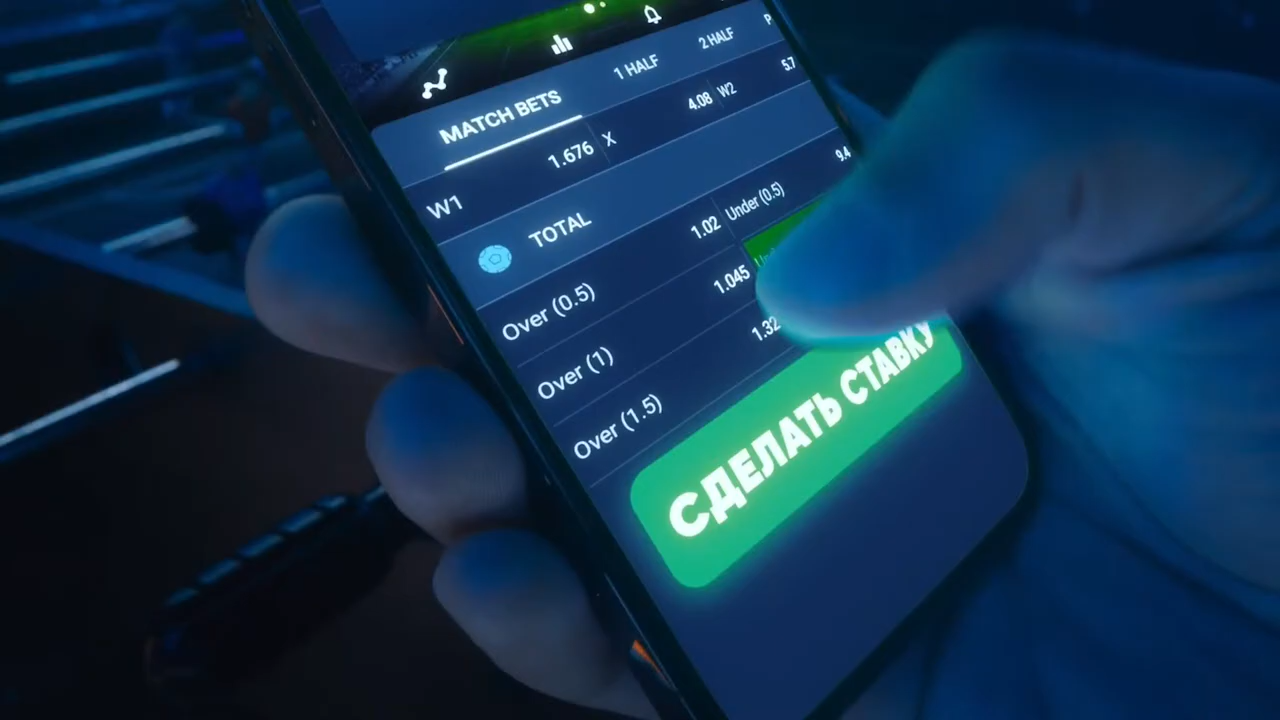 MATCH BETS 1 HALF 2 HALF
W1 1.676 X 4.08 W2 5.7
TOTAL
Over (0.5) 1.02 Under (0.5) 9.4
Over (1) 1.045
Over (1.5) 1.32
СДЕЛАТЬ СТАВКУ